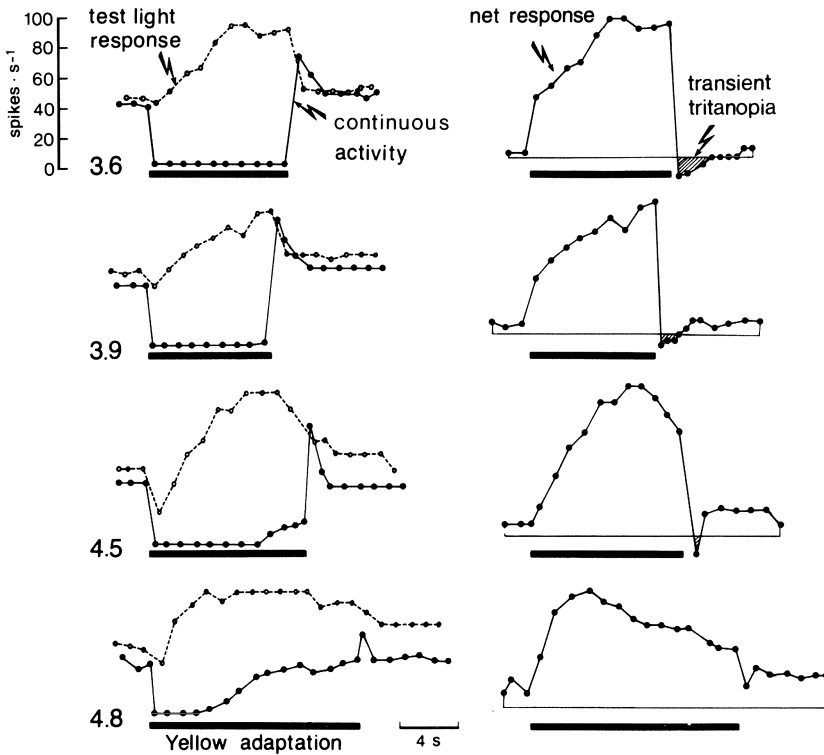 100
80
60
40
20
0
spikes · s⁻¹
test light
response
continuous
activity
net response
transient
tritanopia
3.6
3.9
4.5
4.8
Yellow adaptation
4 s